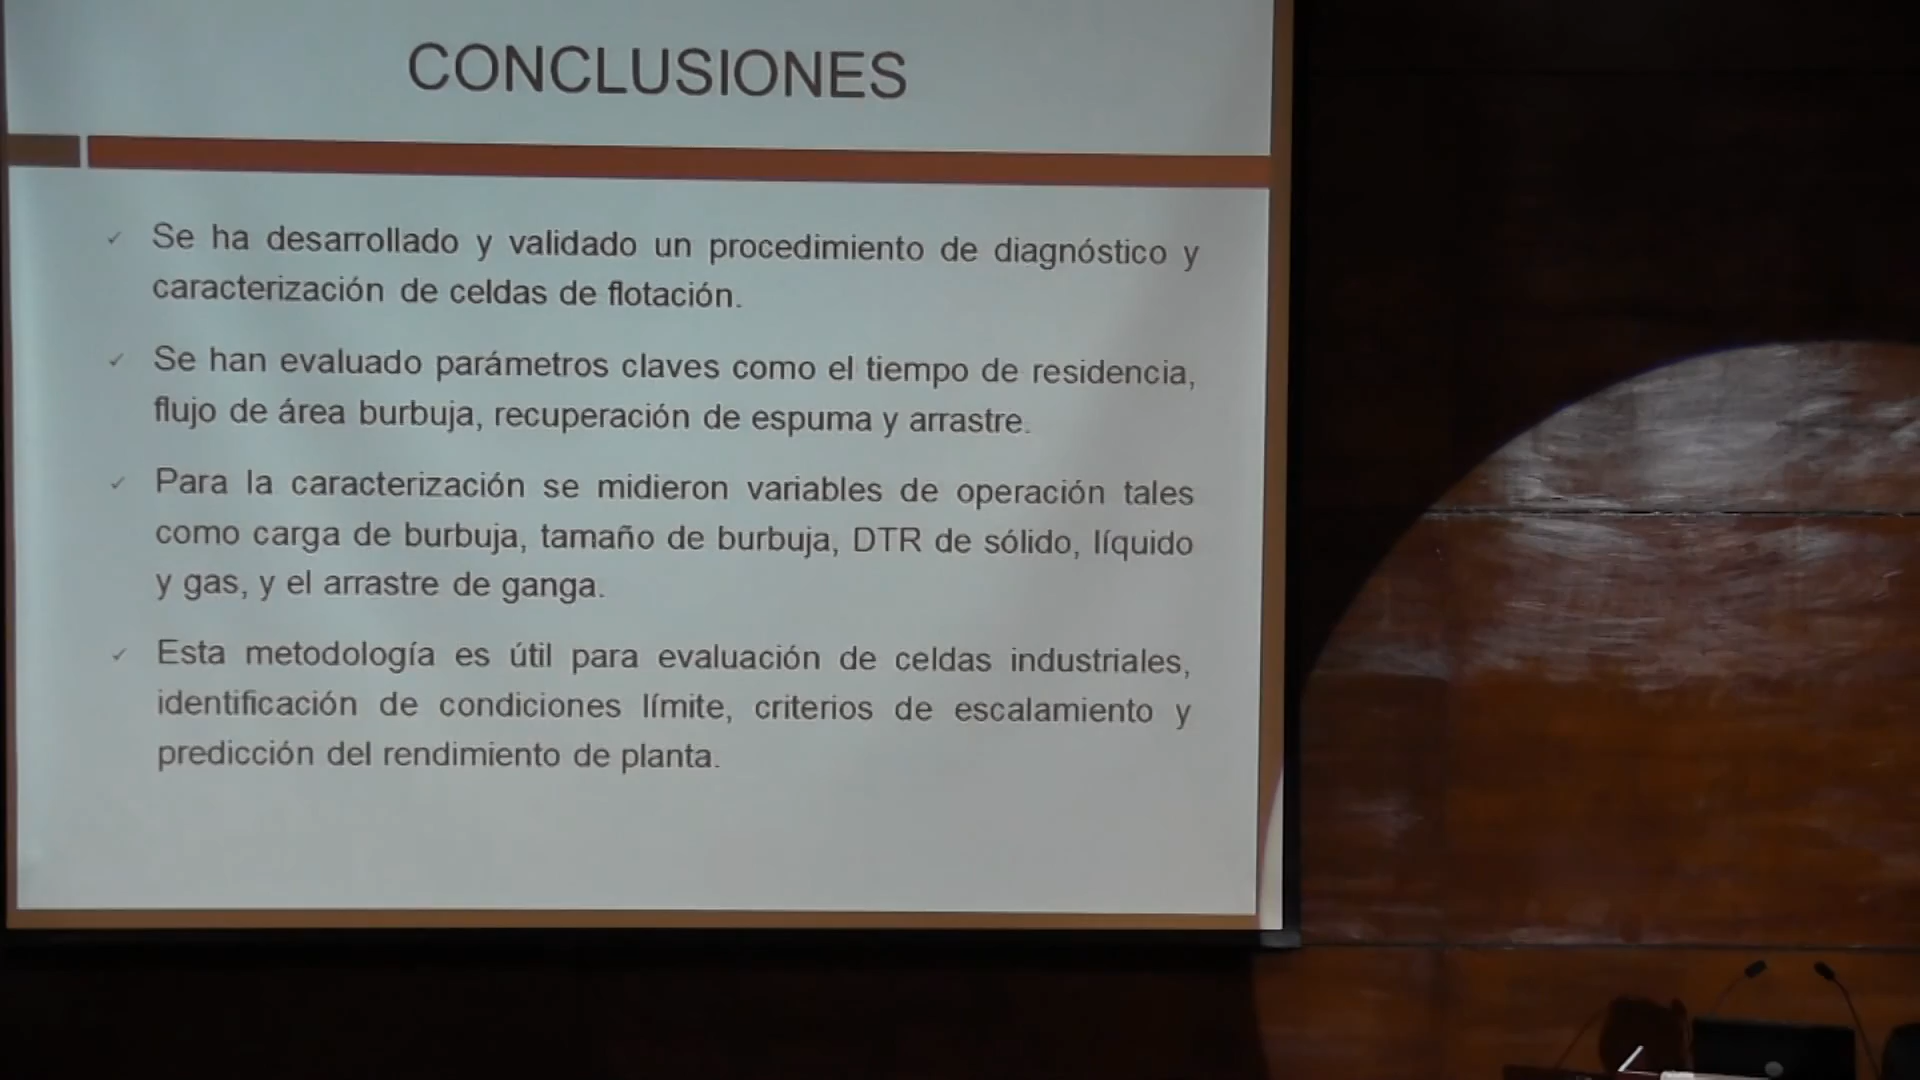 CONCLUSIONES
Se ha desarrollado y validado un procedimiento de diagnóstico y
caracterización de celdas de flotación.
Se han evaluado parámetros claves como el tiempo de residencia,
flujo de área burbuja, recuperación de espuma y arrastre.
Para la caracterización se midieron variables de operación tales
como carga de burbuja, tamaño de burbuja, DTR de sólido, líquido
y gas, y el arrastre de ganga.
Esta metodología es útil para evaluación de celdas industriales,
identificación de condiciones límite, criterios de escalamiento y
predicción del rendimiento de planta.